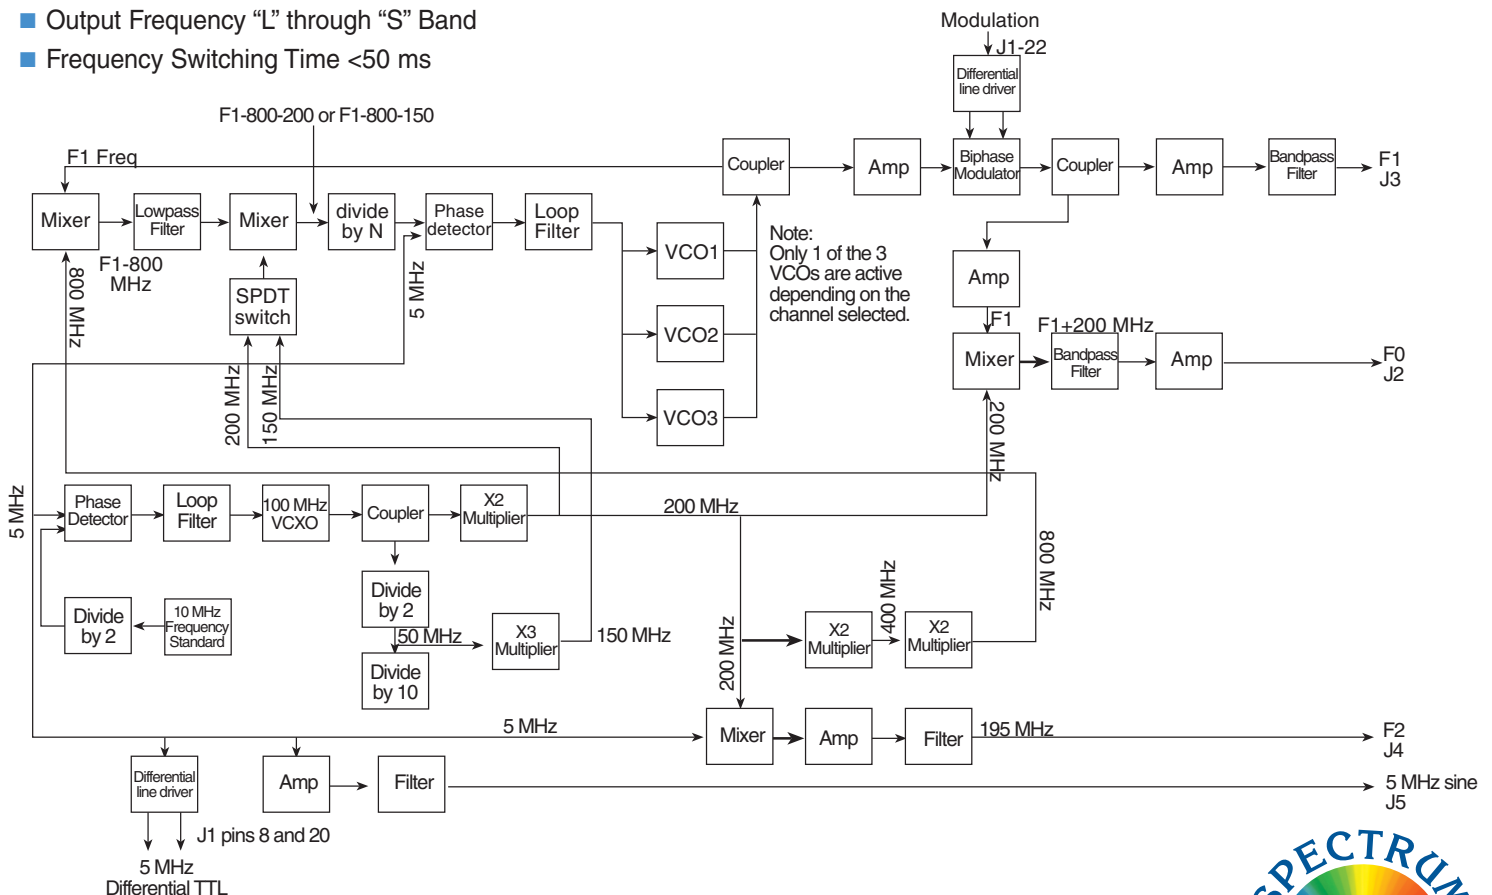 Output Frequency “L” through “S” Band
Frequency Switching Time <50 ms
Modulation
J1-22
Differential
line driver
F1-800-200 or F1-800-150
F1 Freq
Coupler
Amp
Biphase
Modulator
Coupler
Amp
Bandpass
Filter
F1
J3
Mixer
Lowpass
Filter
Mixer
divide
by N
Phase
detector
Loop
Filter
F1-800
MHz
800 MHz
SPDT
switch
5 MHz
VCO1
VCO2
VCO3
Note:
Only 1 of the 3
VCOs are active
depending on the
channel selected.
Amp
F1
F1+200 MHz
Mixer
Bandpass
Filter
Amp
F0
J2
200 MHz
150 MHz
200 MHz
5 MHz
Phase
Detector
Loop
Filter
100 MHz
VCXO
Coupler
X2
Multiplier
200 MHz
800 MHz
Divide
by 2
10 MHz
Frequency
Standard
Divide
by 2
50 MHz
X3
Multiplier
150 MHz
Divide
by 10
200 MHz
X2
Multiplier
400 MHz
X2
Multiplier
5 MHz
Mixer
Amp
Filter
195 MHz
F2
J4
Differential
line driver
Amp
Filter
5 MHz sine
J5
J1 pins 8 and 20
5 MHz
Differential TTL
SPECTRUM